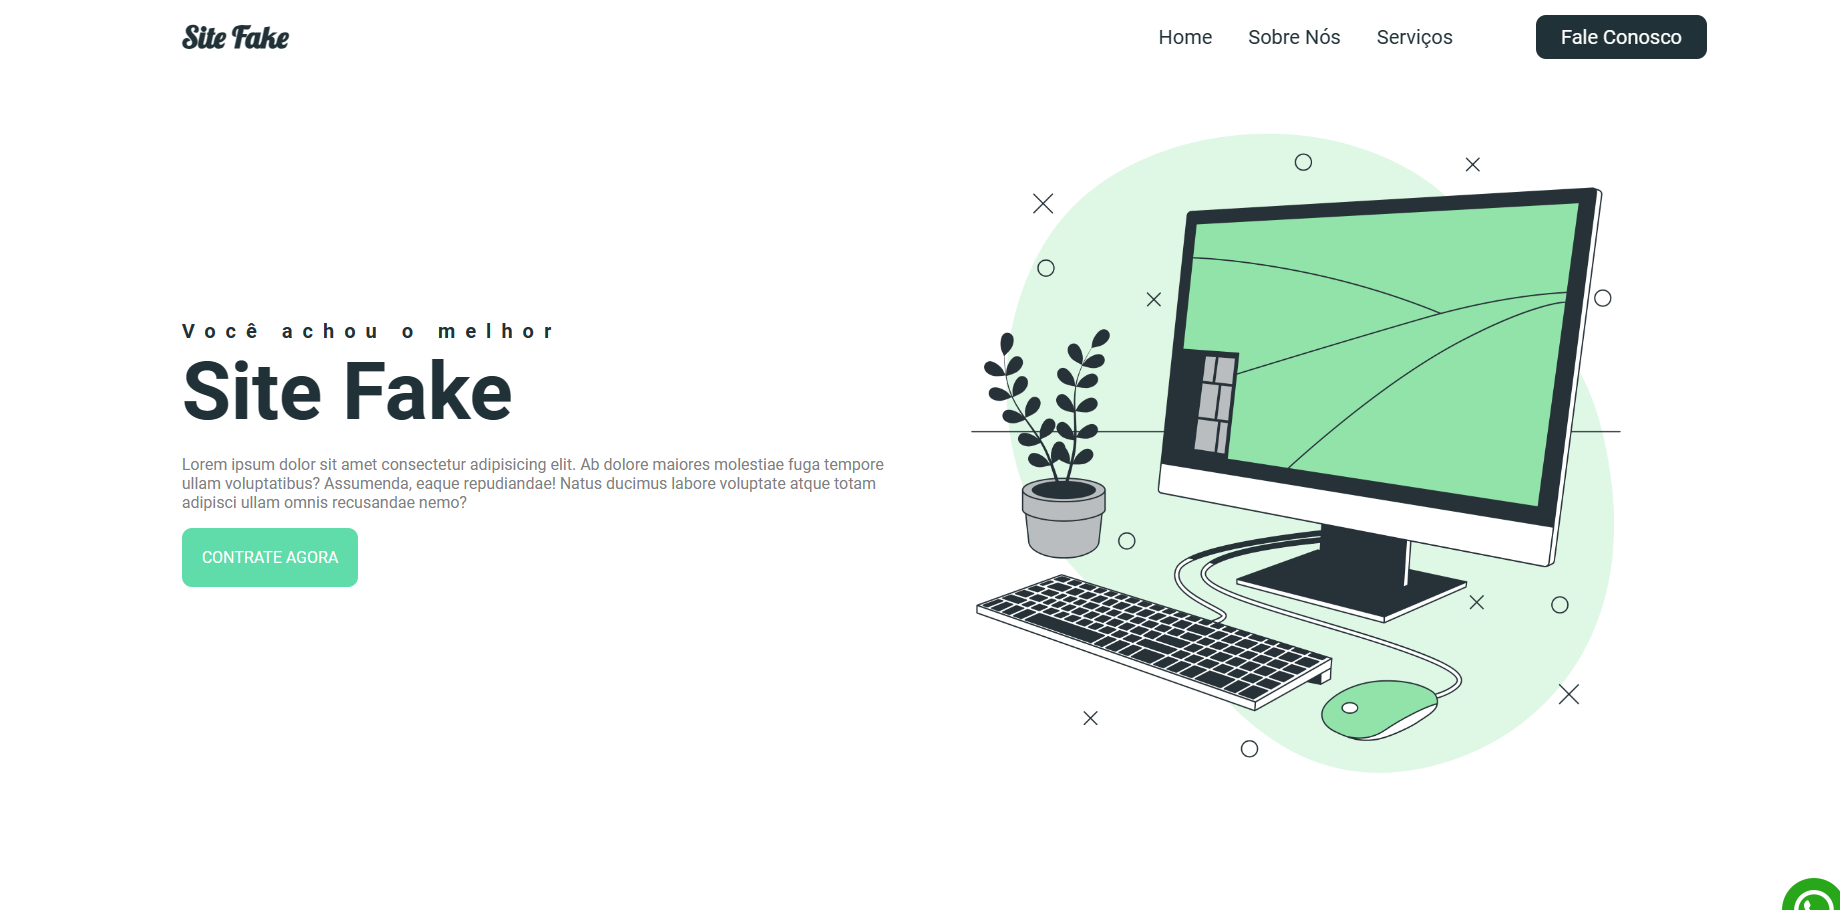 Site Fake
Home
Sobre Nós
Serviços
Fale Conosco
Você achou o melhor
Site Fake
Lorem ipsum dolor sit amet consectetur adipisicing elit. Ab dolore maiores molestiae fuga tempore
ullam voluptatibus? Assumenda, eaque repudiandae! Natus ducimus labore voluptate atque totam
adipisci ullam omnis recusandae nemo?
CONTRATE AGORA